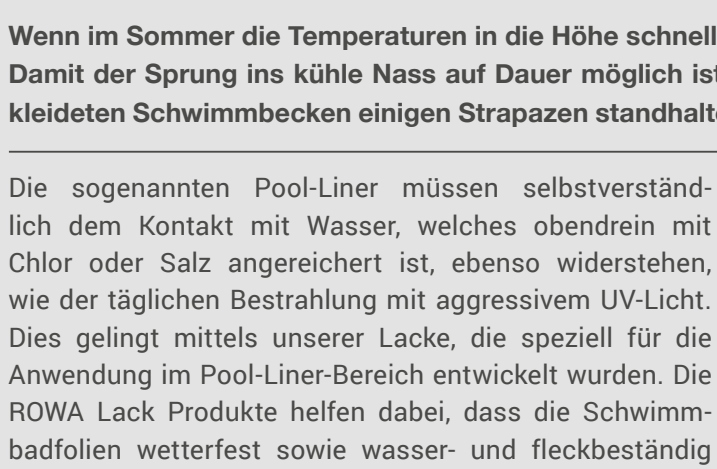 Wenn im Sommer die Temperaturen in die Höhe schnell
Damit der Sprung ins kühle Nass auf Dauer möglich ist
kleideten Schwimmbecken einigen Strapazen standhalte
Die sogenannten Pool-Liner müssen selbstverständ-
lich dem Kontakt mit Wasser, welches obendrein mit
Chlor oder Salz angereichert ist, ebenso widerstehen,
wie der täglichen Bestrahlung mit aggressivem UV-Licht.
Dies gelingt mittels unserer Lacke, die speziell für die
Anwendung im Pool-Liner-Bereich entwickelt wurden. Die
ROWA Lack Produkte helfen dabei, dass die Schwimm-
badfolien wetterfest sowie wasser- und fleckbeständig